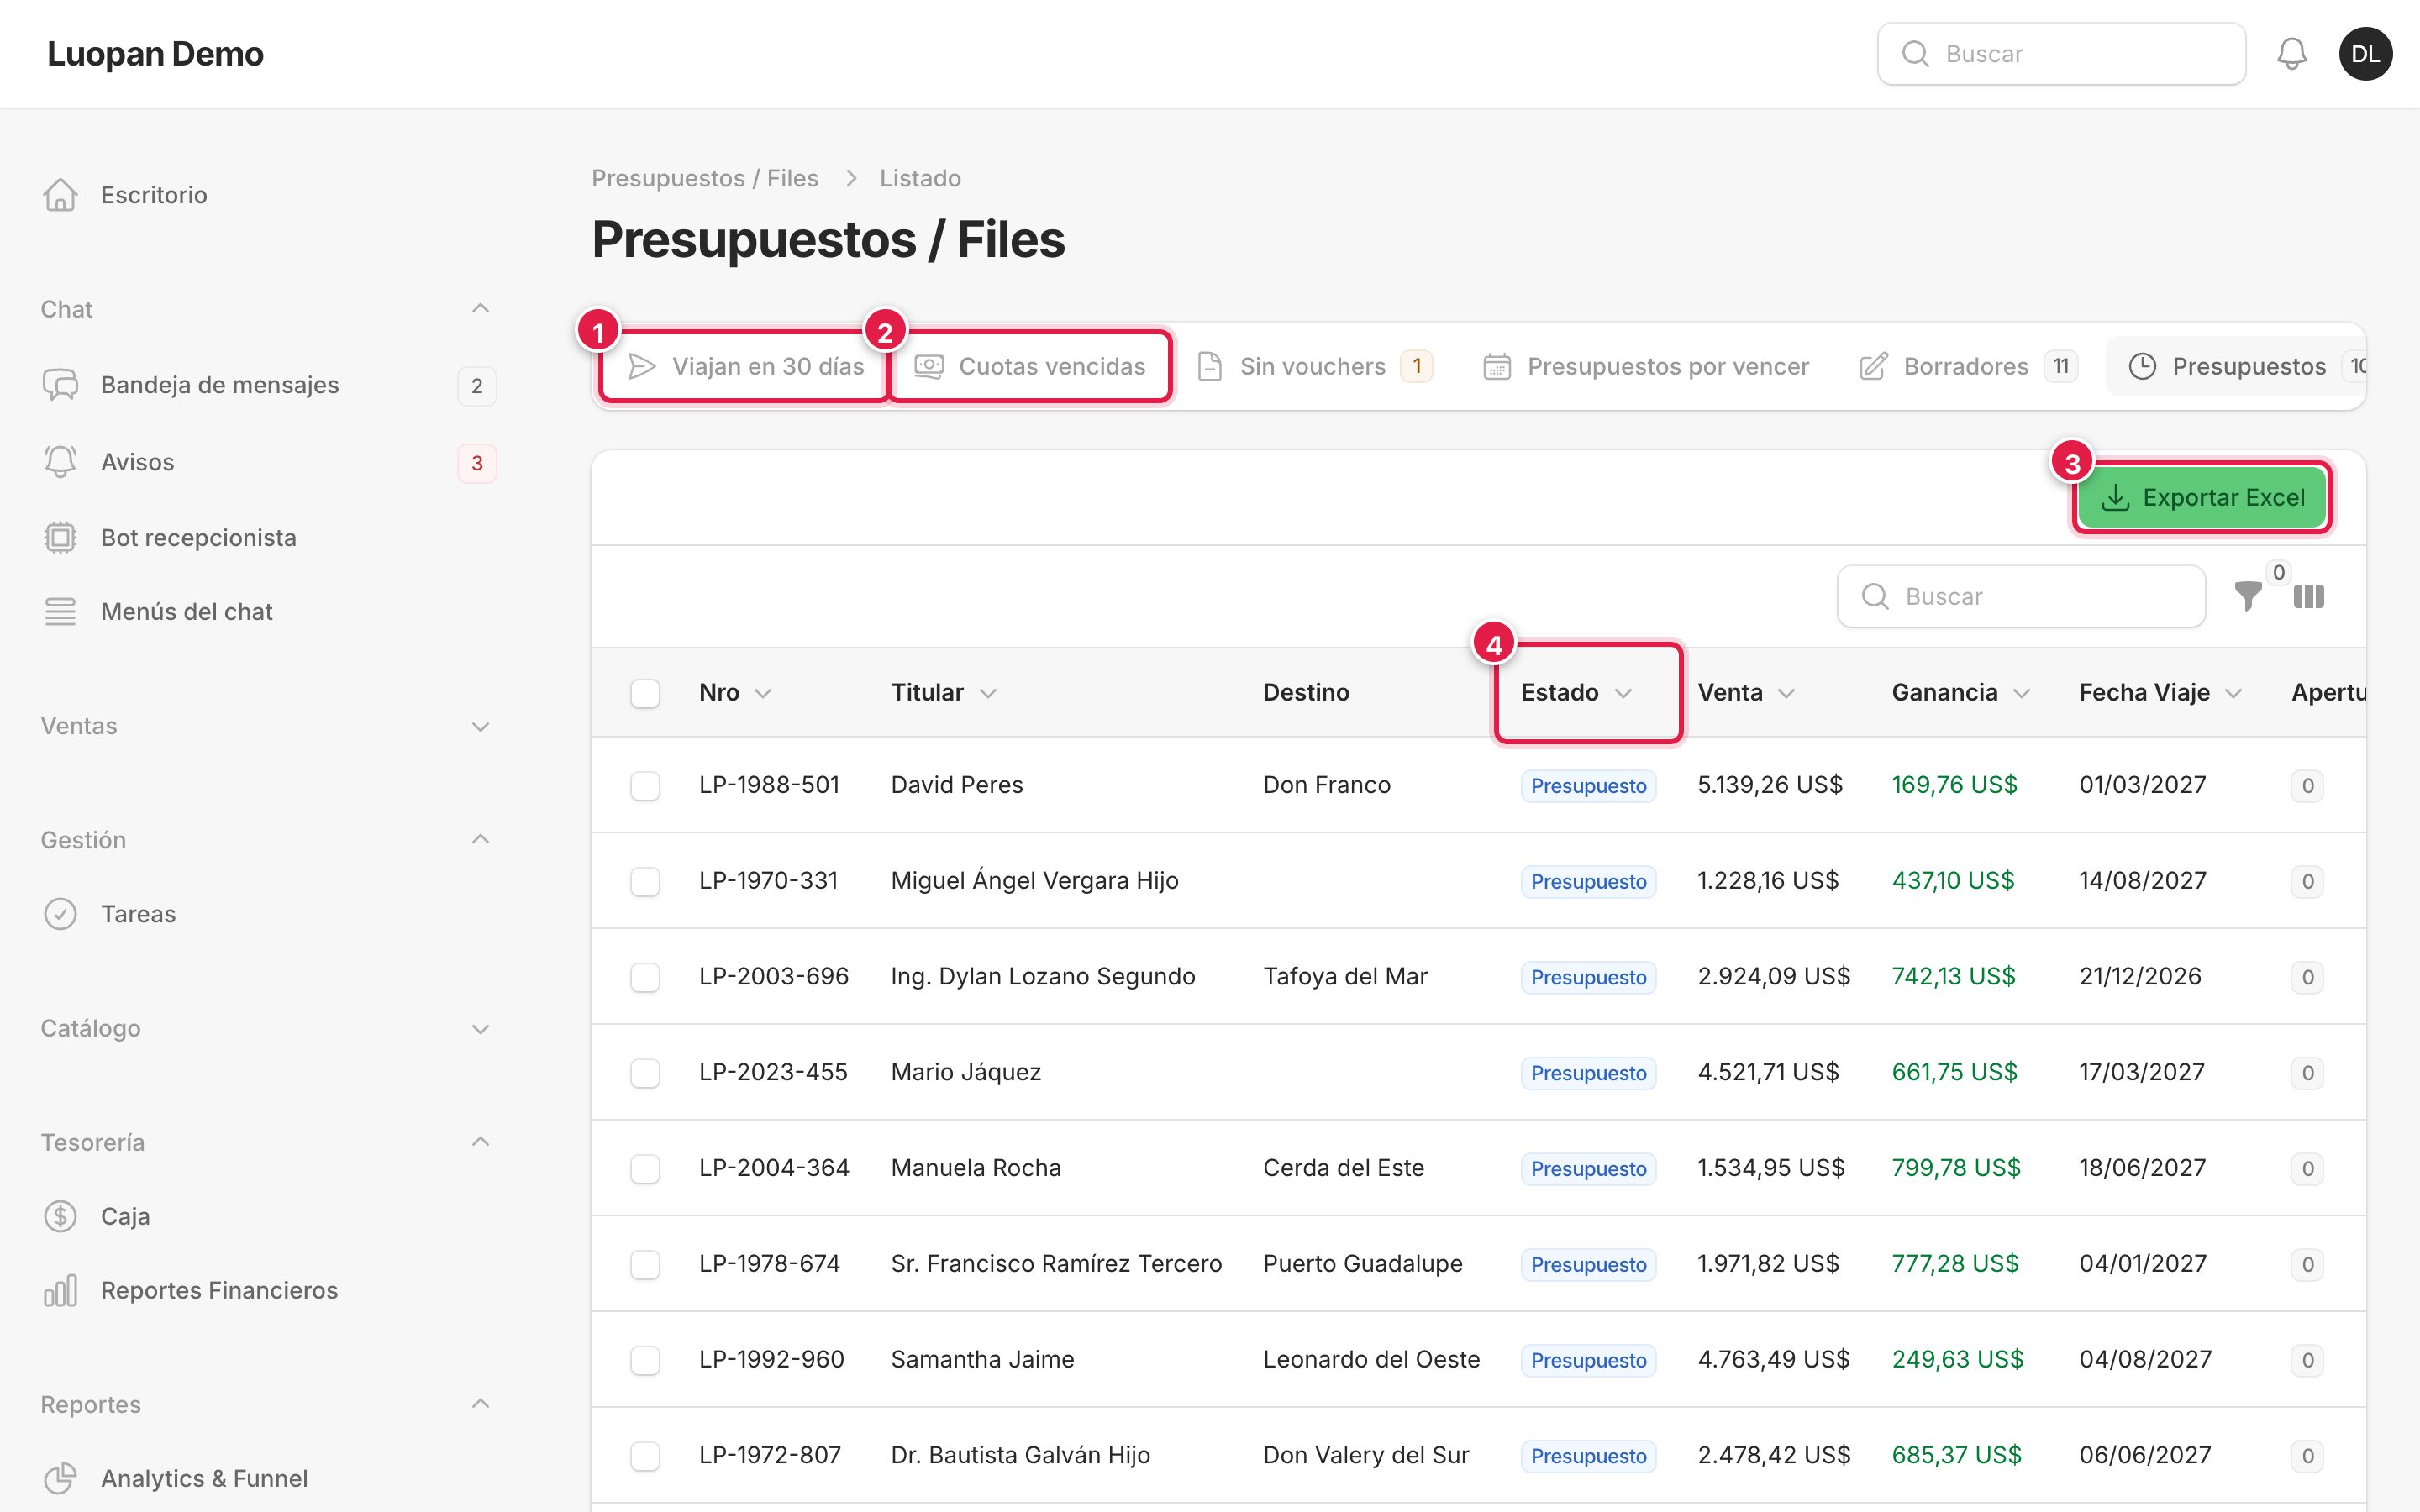 Luopan Demo
Buscar
DL
Escritorio
Chat
Bandeja de mensajes 2
Avisos 3
Bot recepcionista
Menús del chat
Ventas
Gestión
Tareas
Catálogo
Tesorería
Caja
Reportes Financieros
Reportes
Analytics & Funnel
Presupuestos / Files > Listado
Presupuestos / Files
1 Viajan en 30 días 2 Cuotas vencidas Sin vouchers 1 Presupuestos por vencer Borradores 11 Presupuestos
3 Exportar Excel
Buscar 0
4
Nro Titular Destino Estado Venta Ganancia Fecha Viaje Apertu
LP-1988-501 David Peres Don Franco Presupuesto 5.139,26 US$ 169,76 US$ 01/03/2027 0
LP-1970-331 Miguel Ángel Vergara Hijo Presupuesto 1.228,16 US$ 437,10 US$ 14/08/2027 0
LP-2003-696 Ing. Dylan Lozano Segundo Tafoya del Mar Presupuesto 2.924,09 US$ 742,13 US$ 21/12/2026 0
LP-2023-455 Mario Jáquez Presupuesto 4.521,71 US$ 661,75 US$ 17/03/2027 0
LP-2004-364 Manuela Rocha Cerda del Este Presupuesto 1.534,95 US$ 799,78 US$ 18/06/2027 0
LP-1978-674 Sr. Francisco Ramírez Tercero Puerto Guadalupe Presupuesto 1.971,82 US$ 777,28 US$ 04/01/2027 0
LP-1992-960 Samantha Jaime Leonardo del Oeste Presupuesto 4.763,49 US$ 249,63 US$ 04/08/2027 0
LP-1972-807 Dr. Bautista Galván Hijo Don Valery del Sur Presupuesto 2.478,42 US$ 685,37 US$ 06/06/2027 0